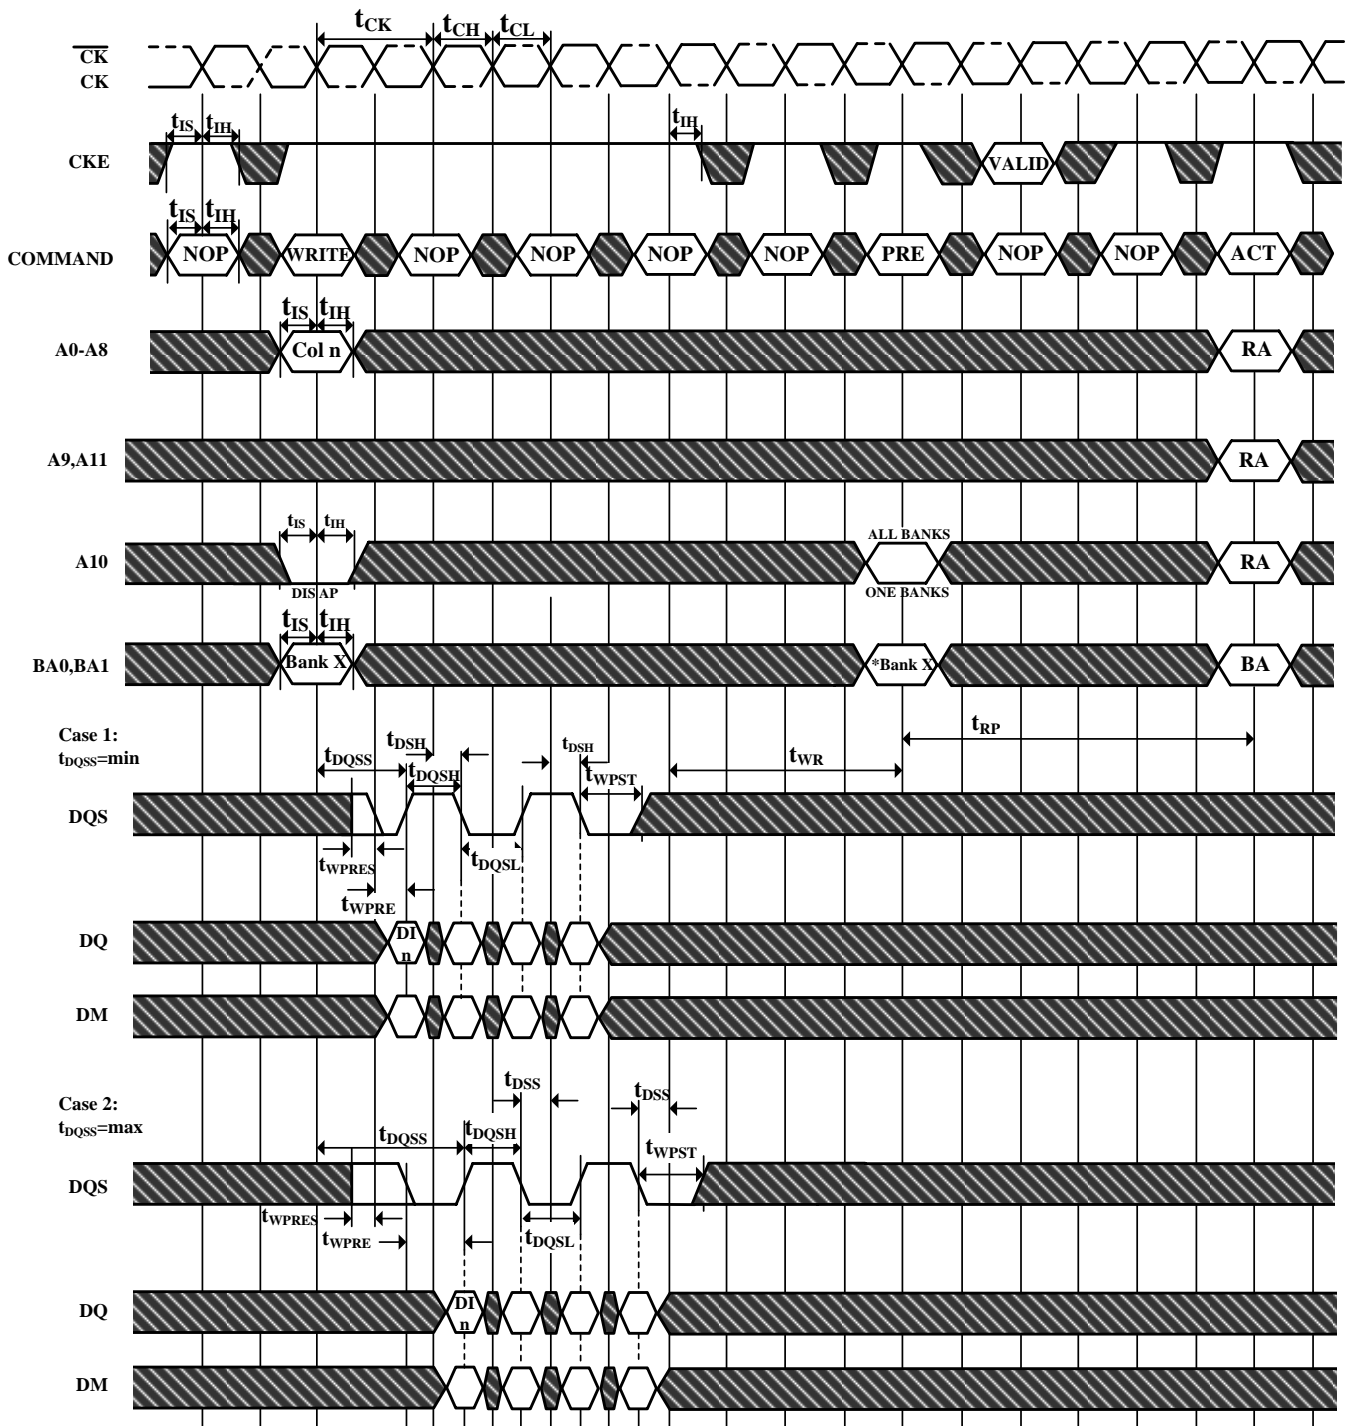 tCK tCH tCL
CK
CK
tIS tIH tIH
CKE VALID
tIS tIH
COMMAND NOP WRITE NOP NOP NOP NOP PRE NOP NOP ACT
tIS tIH
A0-A8 Col n RA
A9,A11 RA
tIS tIH ALL BANKS
A10 RA
DIS AP ONE BANKS
tIS tIH
BA0,BA1 Bank X *Bank X BA
Case 1:
tDQSS=min
tDSH tDSH tRP
tDQSS tDQSH tWPST tWR
DQS
tWPRES tDQSL
tWPRE
DQ DI
n
DM
Case 2:
tDQSS=max
tDSS tDSS
tDQSS tDQSH tWPST
DQS
tWPRES tWPRE tDQSL
DQ DI
n
DM